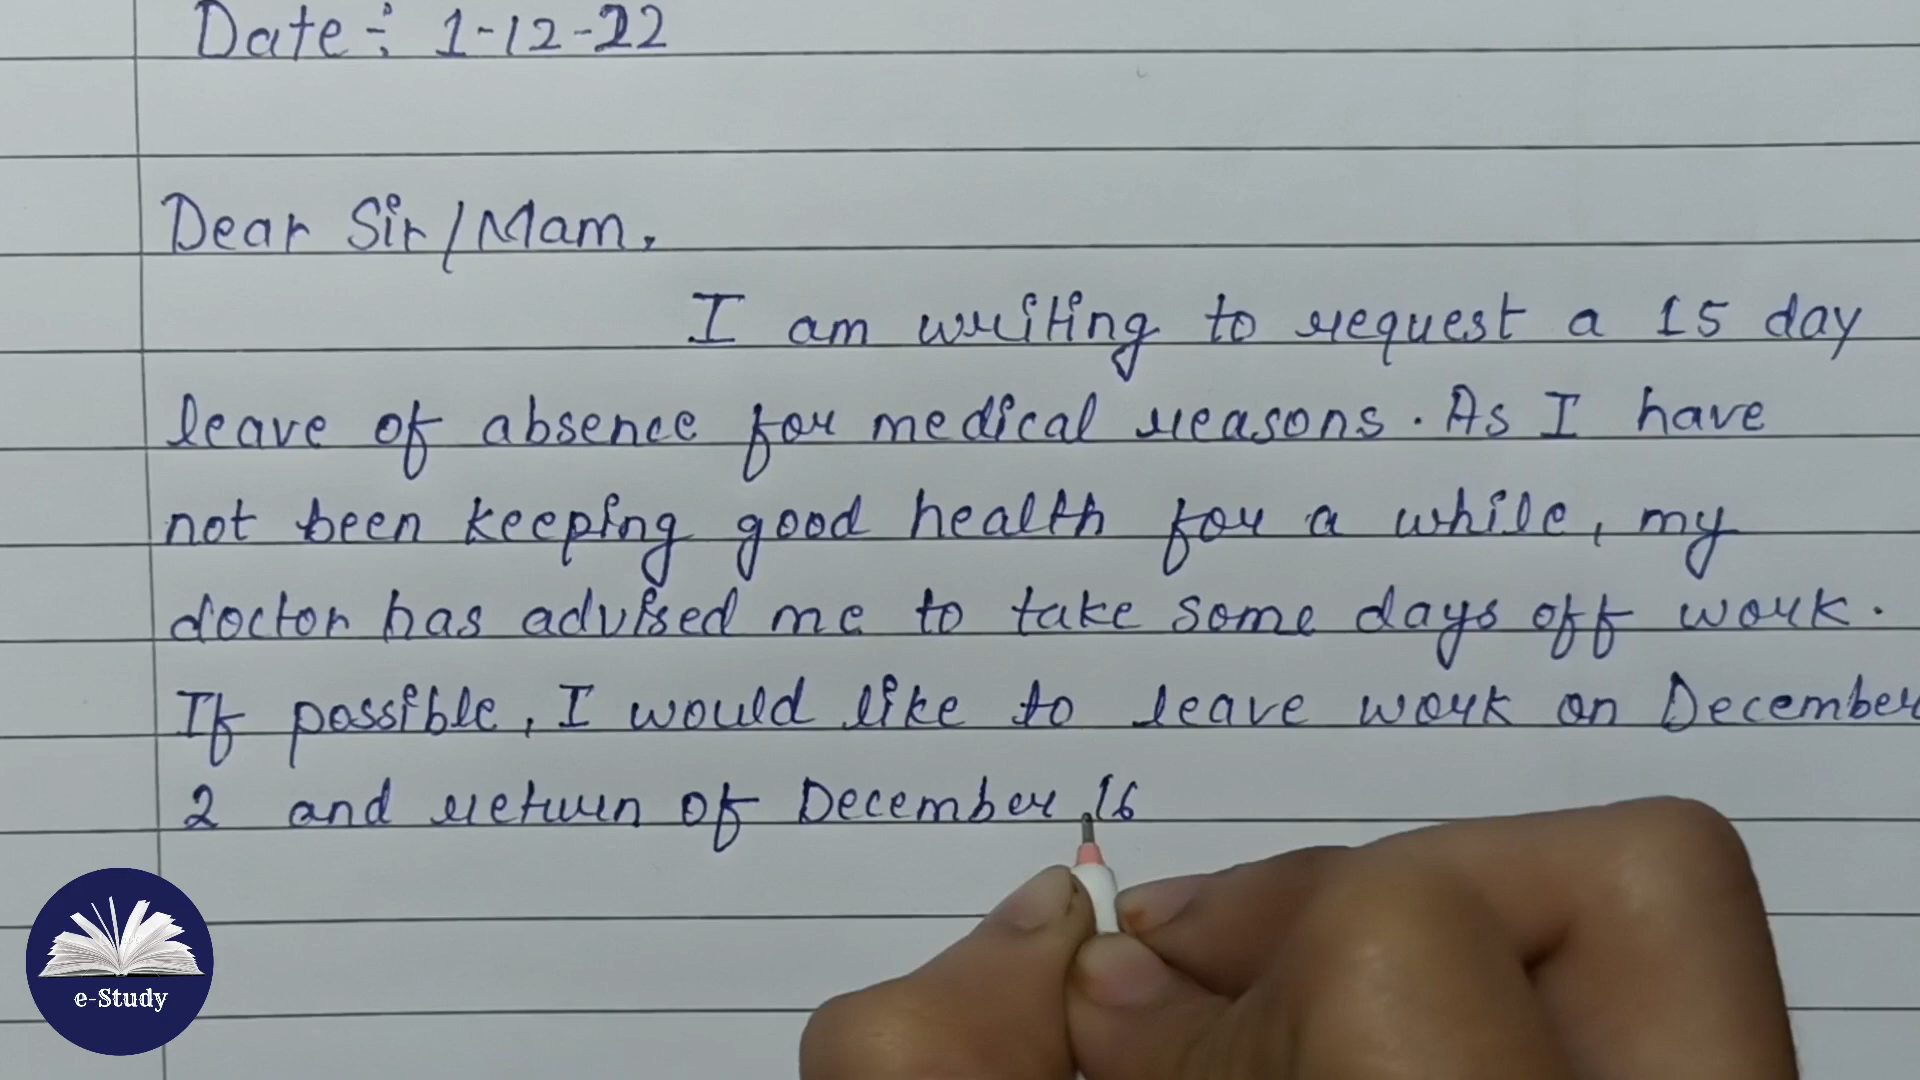 Date ÷ 1-12-22
Dear Sir/Mam,
I am writing to request a 15 day
leave of absence for medical reasons. As I have
not been keeping good health for a while, my
doctor has advised me to take some days off work.
If possible, I would like to leave work on December
2 and return of December 16
e-Study